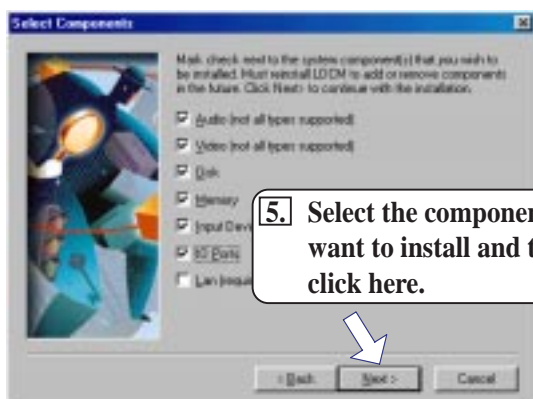 Select Components
Mark check next to the system component(s) that you wish to
be installed. Must reinstall LDCM to add or remove components
in the future. Click Next> to continue with the installation.
Audio (not all types supported)
Video (not all types supported)
Disk
Memory
Input Dev
IO Ports
Lan (requi
5. Select the componen
want to install and t
click here.
< Back
Next >
Cancel